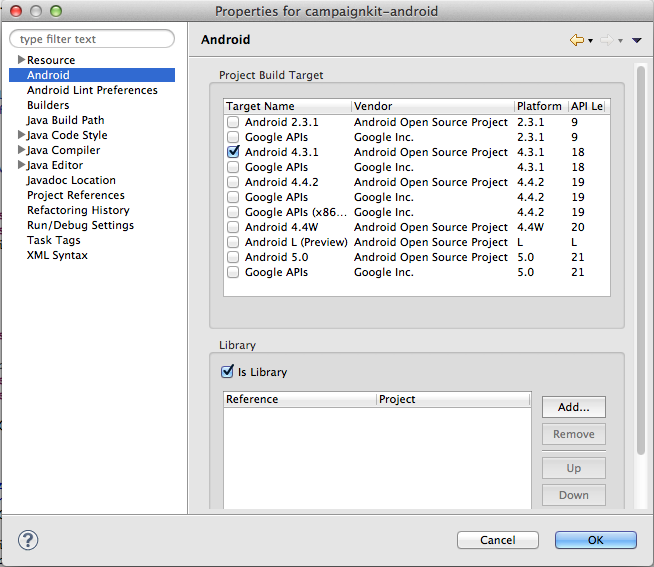 Properties for campaignkit-android
type filter text
Android
Resource
Android
Android Lint Preferences
Builders
Java Build Path
Java Code Style
Java Compiler
Java Editor
Javadoc Location
Project References
Refactoring History
Run/Debug Settings
Task Tags
XML Syntax
Project Build Target
Target Name Vendor Platform API Le
Android 2.3.1 Android Open Source Project 2.3.1 9
Google APIs Google Inc. 2.3.1 9
Android 4.3.1 Android Open Source Project 4.3.1 18
Google APIs Google Inc. 4.3.1 18
Android 4.4.2 Android Open Source Project 4.4.2 19
Google APIs Google Inc. 4.4.2 19
Google APIs (x86... Google Inc. 4.4.2 19
Android 4.4W Android Open Source Project 4.4W 20
Android L (Preview) Android Open Source Project L L
Android 5.0 Android Open Source Project 5.0 21
Google APIs Google Inc. 5.0 21
Library
Is Library
Reference Project
Add...
Remove
Up
Down
?
Cancel
OK